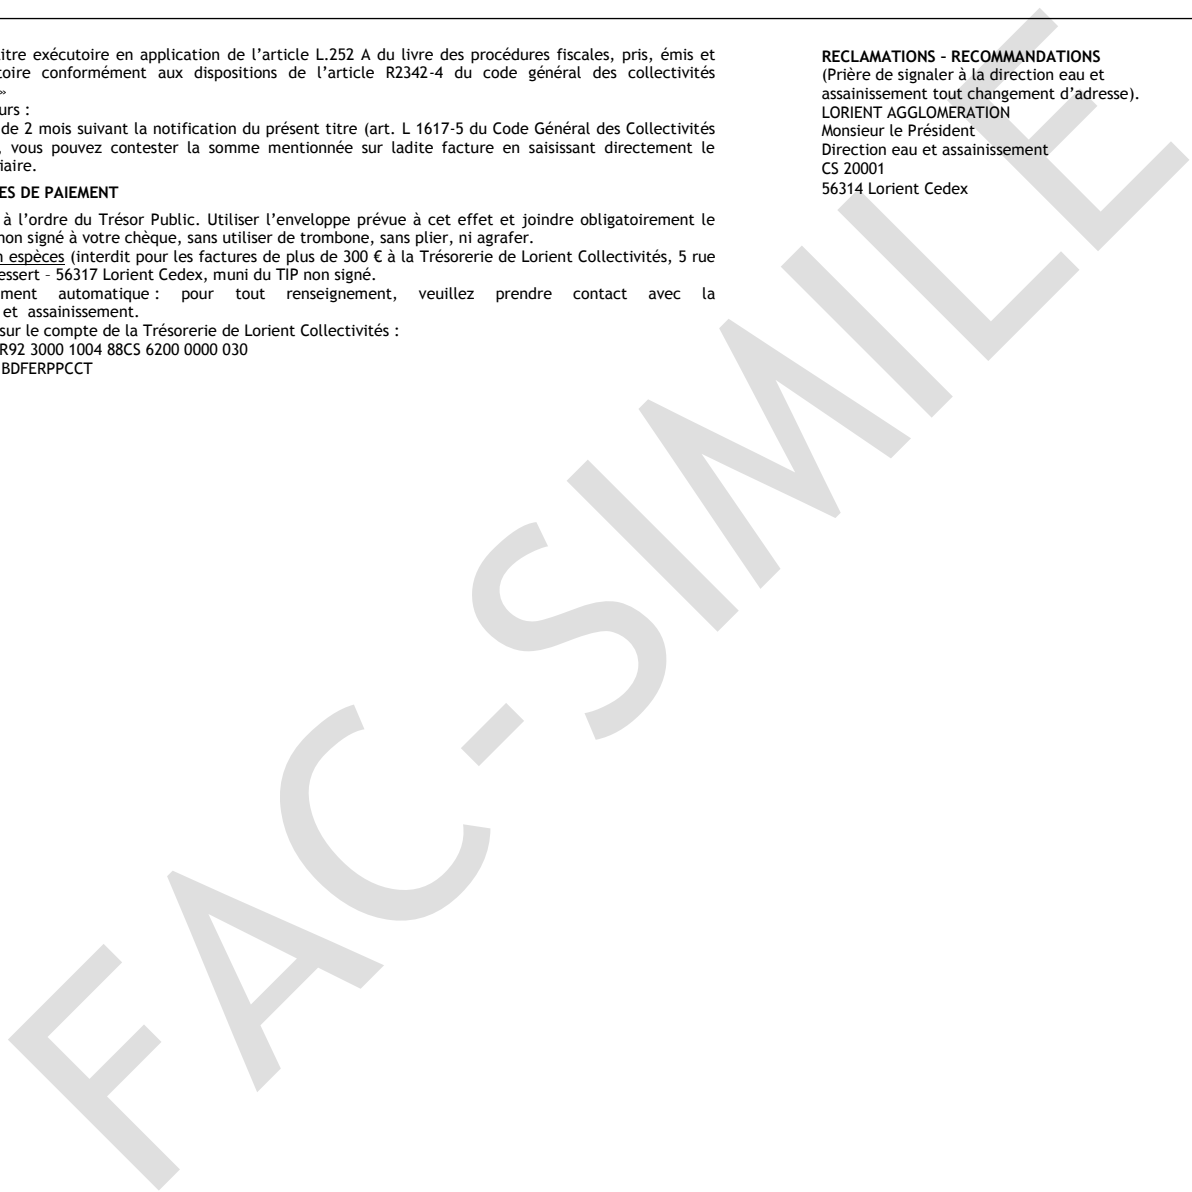 itre exécutoire en application de l’article L.252 A du livre des procédures fiscales, pris, émis et
toire conformément aux dispositions de l’article R2342-4 du code général des collectivités
»
urs :
de 2 mois suivant la notification du présent titre (art. L 1617-5 du Code Général des Collectivités
, vous pouvez contester la somme mentionnée sur ladite facture en saisissant directement le
iaire.
ES DE PAIEMENT
à l’ordre du Trésor Public. Utiliser l’enveloppe prévue à cet effet et joindre obligatoirement le
non signé à votre chèque, sans utiliser de trombone, sans plier, ni agrafer.
n espèces (interdit pour les factures de plus de 300 € à la Trésorerie de Lorient Collectivités, 5 rue
essert – 56317 Lorient Cedex, muni du TIP non signé.
ment automatique : pour tout renseignement, veuillez prendre contact avec la
et assainissement.
sur le compte de la Trésorerie de Lorient Collectivités :
R92 3000 1004 88CS 6200 0000 030
BDFERPPCCT
RECLAMATIONS – RECOMMANDATIONS
(Prière de signaler à la direction eau et
assainissement tout changement d’adresse).
LORIENT AGGLOMERATION
Monsieur le Président
Direction eau et assainissement
CS 20001
56314 Lorient Cedex
FAC-SIMILE